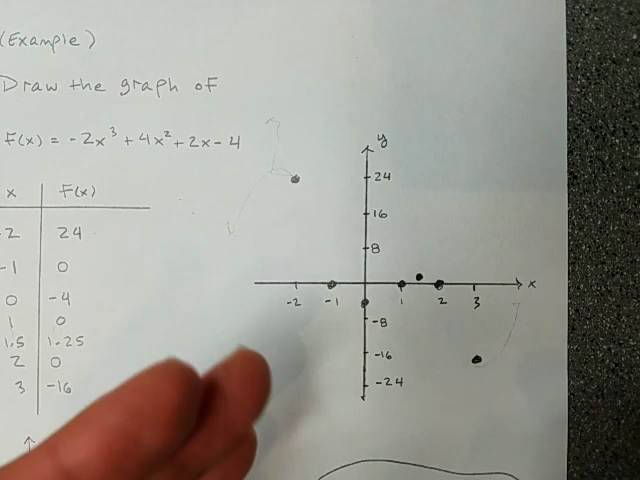 (Example)
Draw the graph of
F(x) = -2x³ + 4x² + 2x - 4
x F(x)
-2 24
-1 0
0 -4
1 0
1.5 1.25
2 0
3 -16
y
24
16
8
-2 -1 1 2 3 x
-8
-16
-24